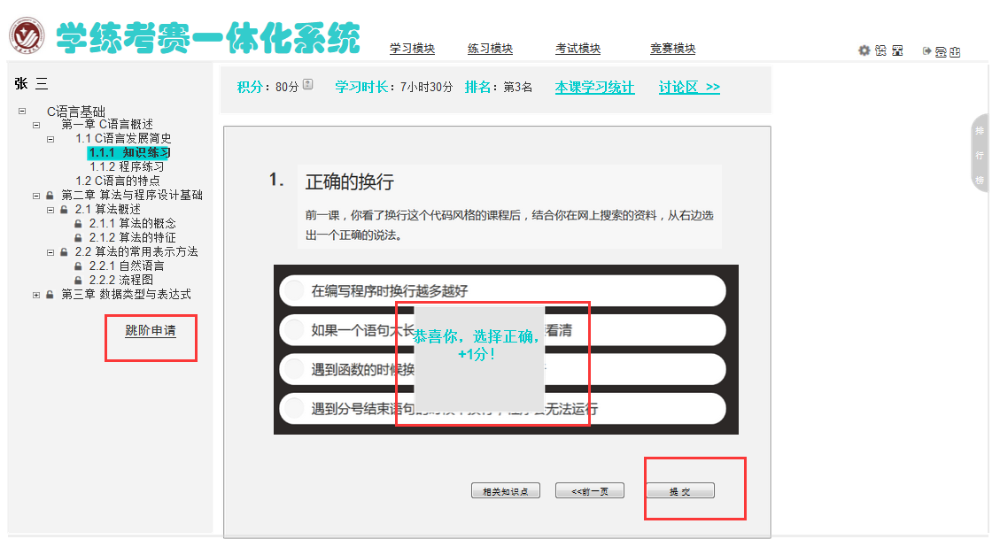 学练考赛一体化系统
学习模块 练习模块 考试模块 竞赛模块
设置 登出
张 三
积分：80分 学习时长：7小时30分 排名：第3名 本课学习统计 讨论区 >>
C语言基础
第一章 C语言概述
1.1 C语言发展简史
1.1.1 知识练习
1.1.2 程序练习
1.2 C语言的特点
第二章 算法与程序设计基础
2.1 算法概述
2.1.1 算法的概念
2.1.2 算法的特征
2.2 算法的常用表示方法
2.2.1 自然语言
2.2.2 流程图
第三章 数据类型与表达式
跳阶申请
1. 正确的换行
前一课，你看了换行这个代码风格的课程后，结合你在网上搜索的资料，从右边选
出一个正确的说法。
在编写程序时换行越多越好
如果一个语句太长 看清
遇到函数的时候换
遇到分号结束语句 无法运行
恭喜你，选择正确，
+1分！
相关知识点 <<前一页 提 交
排
行
榜